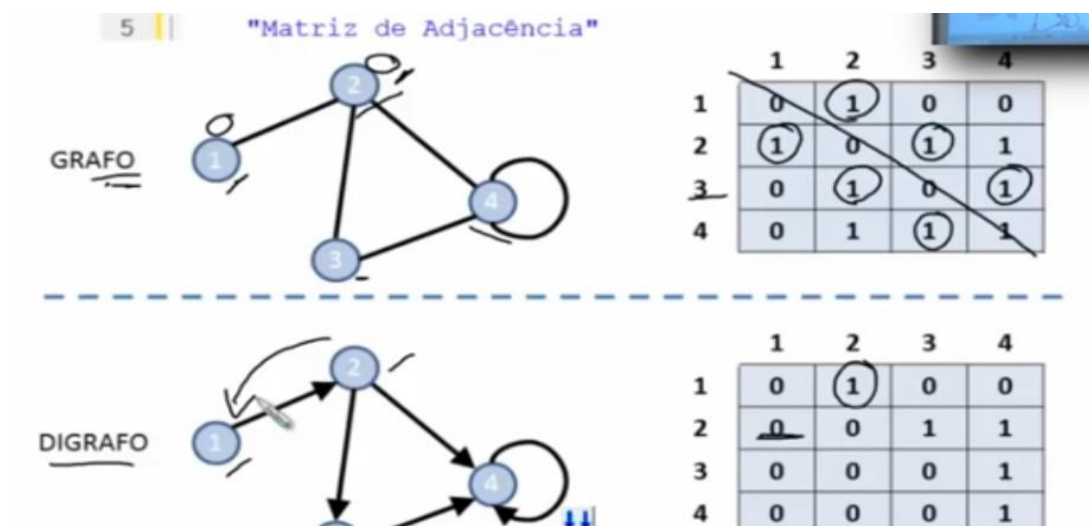 5 "Matriz de Adjacência"
GRAFO
1
2
3
4
1 2 3 4
1 0 1 0 0
2 1 0 1 1
3 0 1 0 1
4 0 1 1 1
DIGRAFO
1
2
4
1 2 3 4
1 0 1 0 0
2 0 0 1 1
3 0 0 0 1
4 0 0 0 1